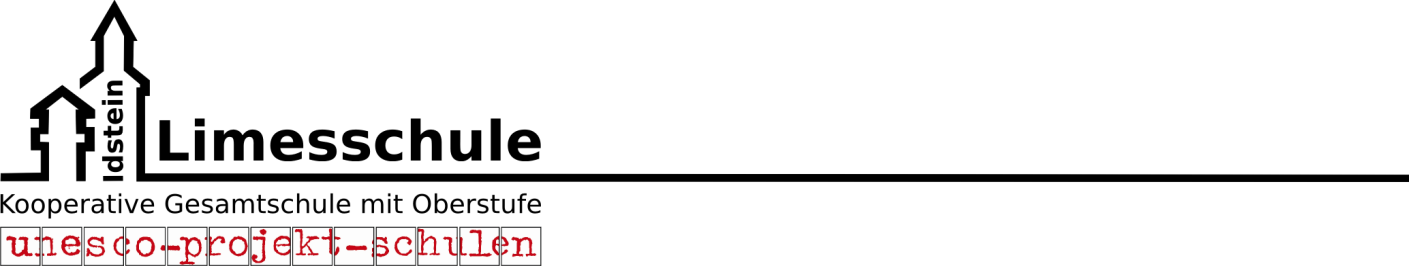 Idstein
Limesschule
Kooperative Gesamtschule mit Oberstufe
unesco-projekt-schulen